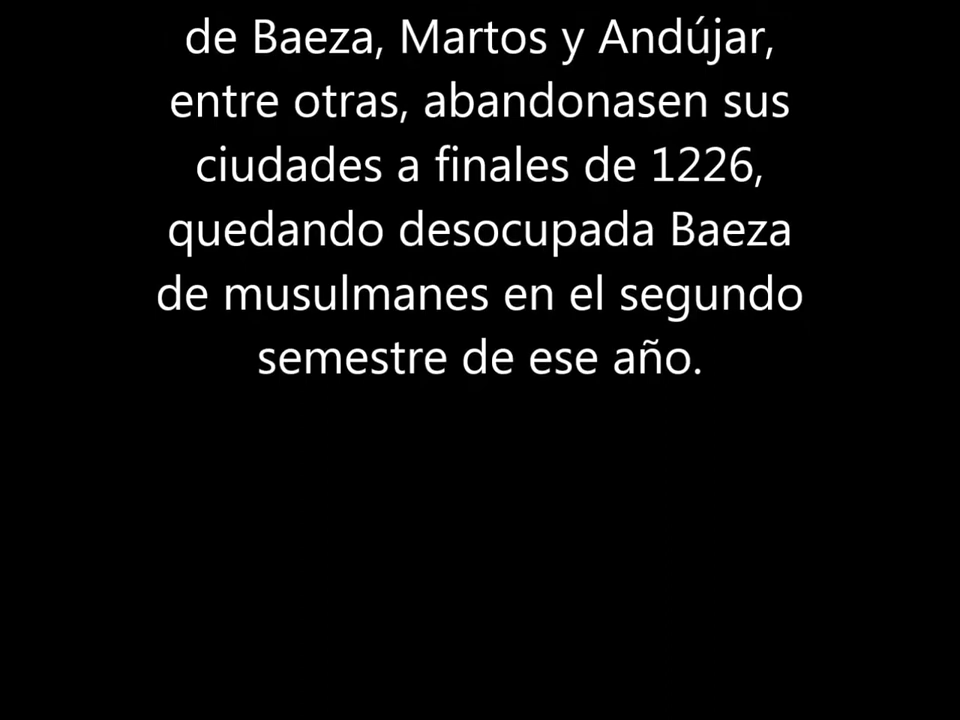 de Baeza, Martos y Andújar,
entre otras, abandonasen sus
ciudades a finales de 1226,
quedando desocupada Baeza
de musulmanes en el segundo
semestre de ese año.